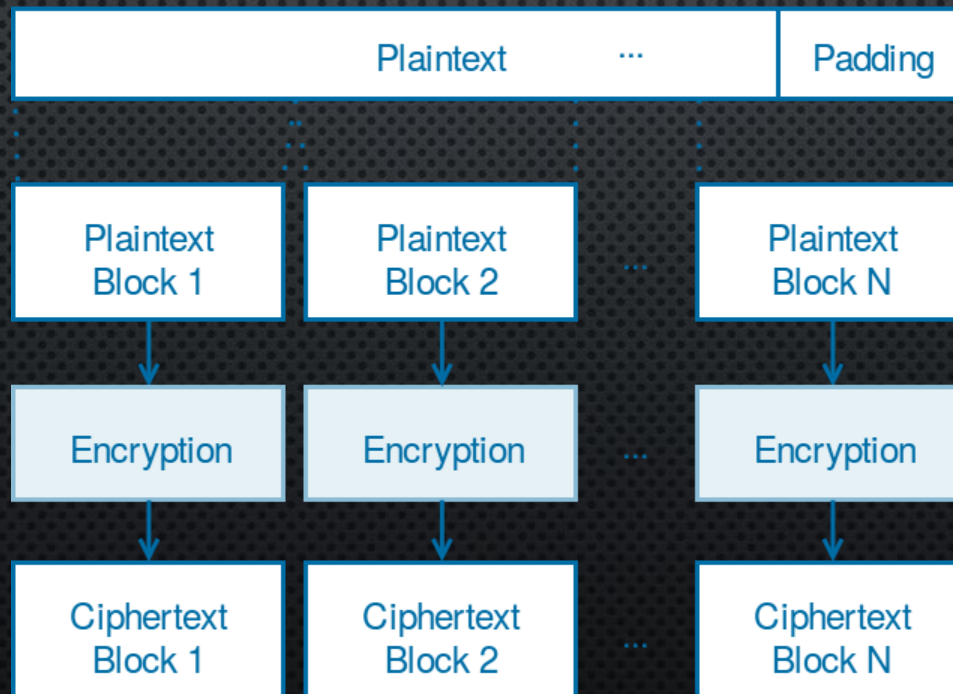 Plaintext ... Padding
Plaintext Plaintext Plaintext
Block 1 Block 2 ... Block N
Encryption Encryption ... Encryption
Ciphertext Ciphertext Ciphertext
Block 1 Block 2 ... Block N